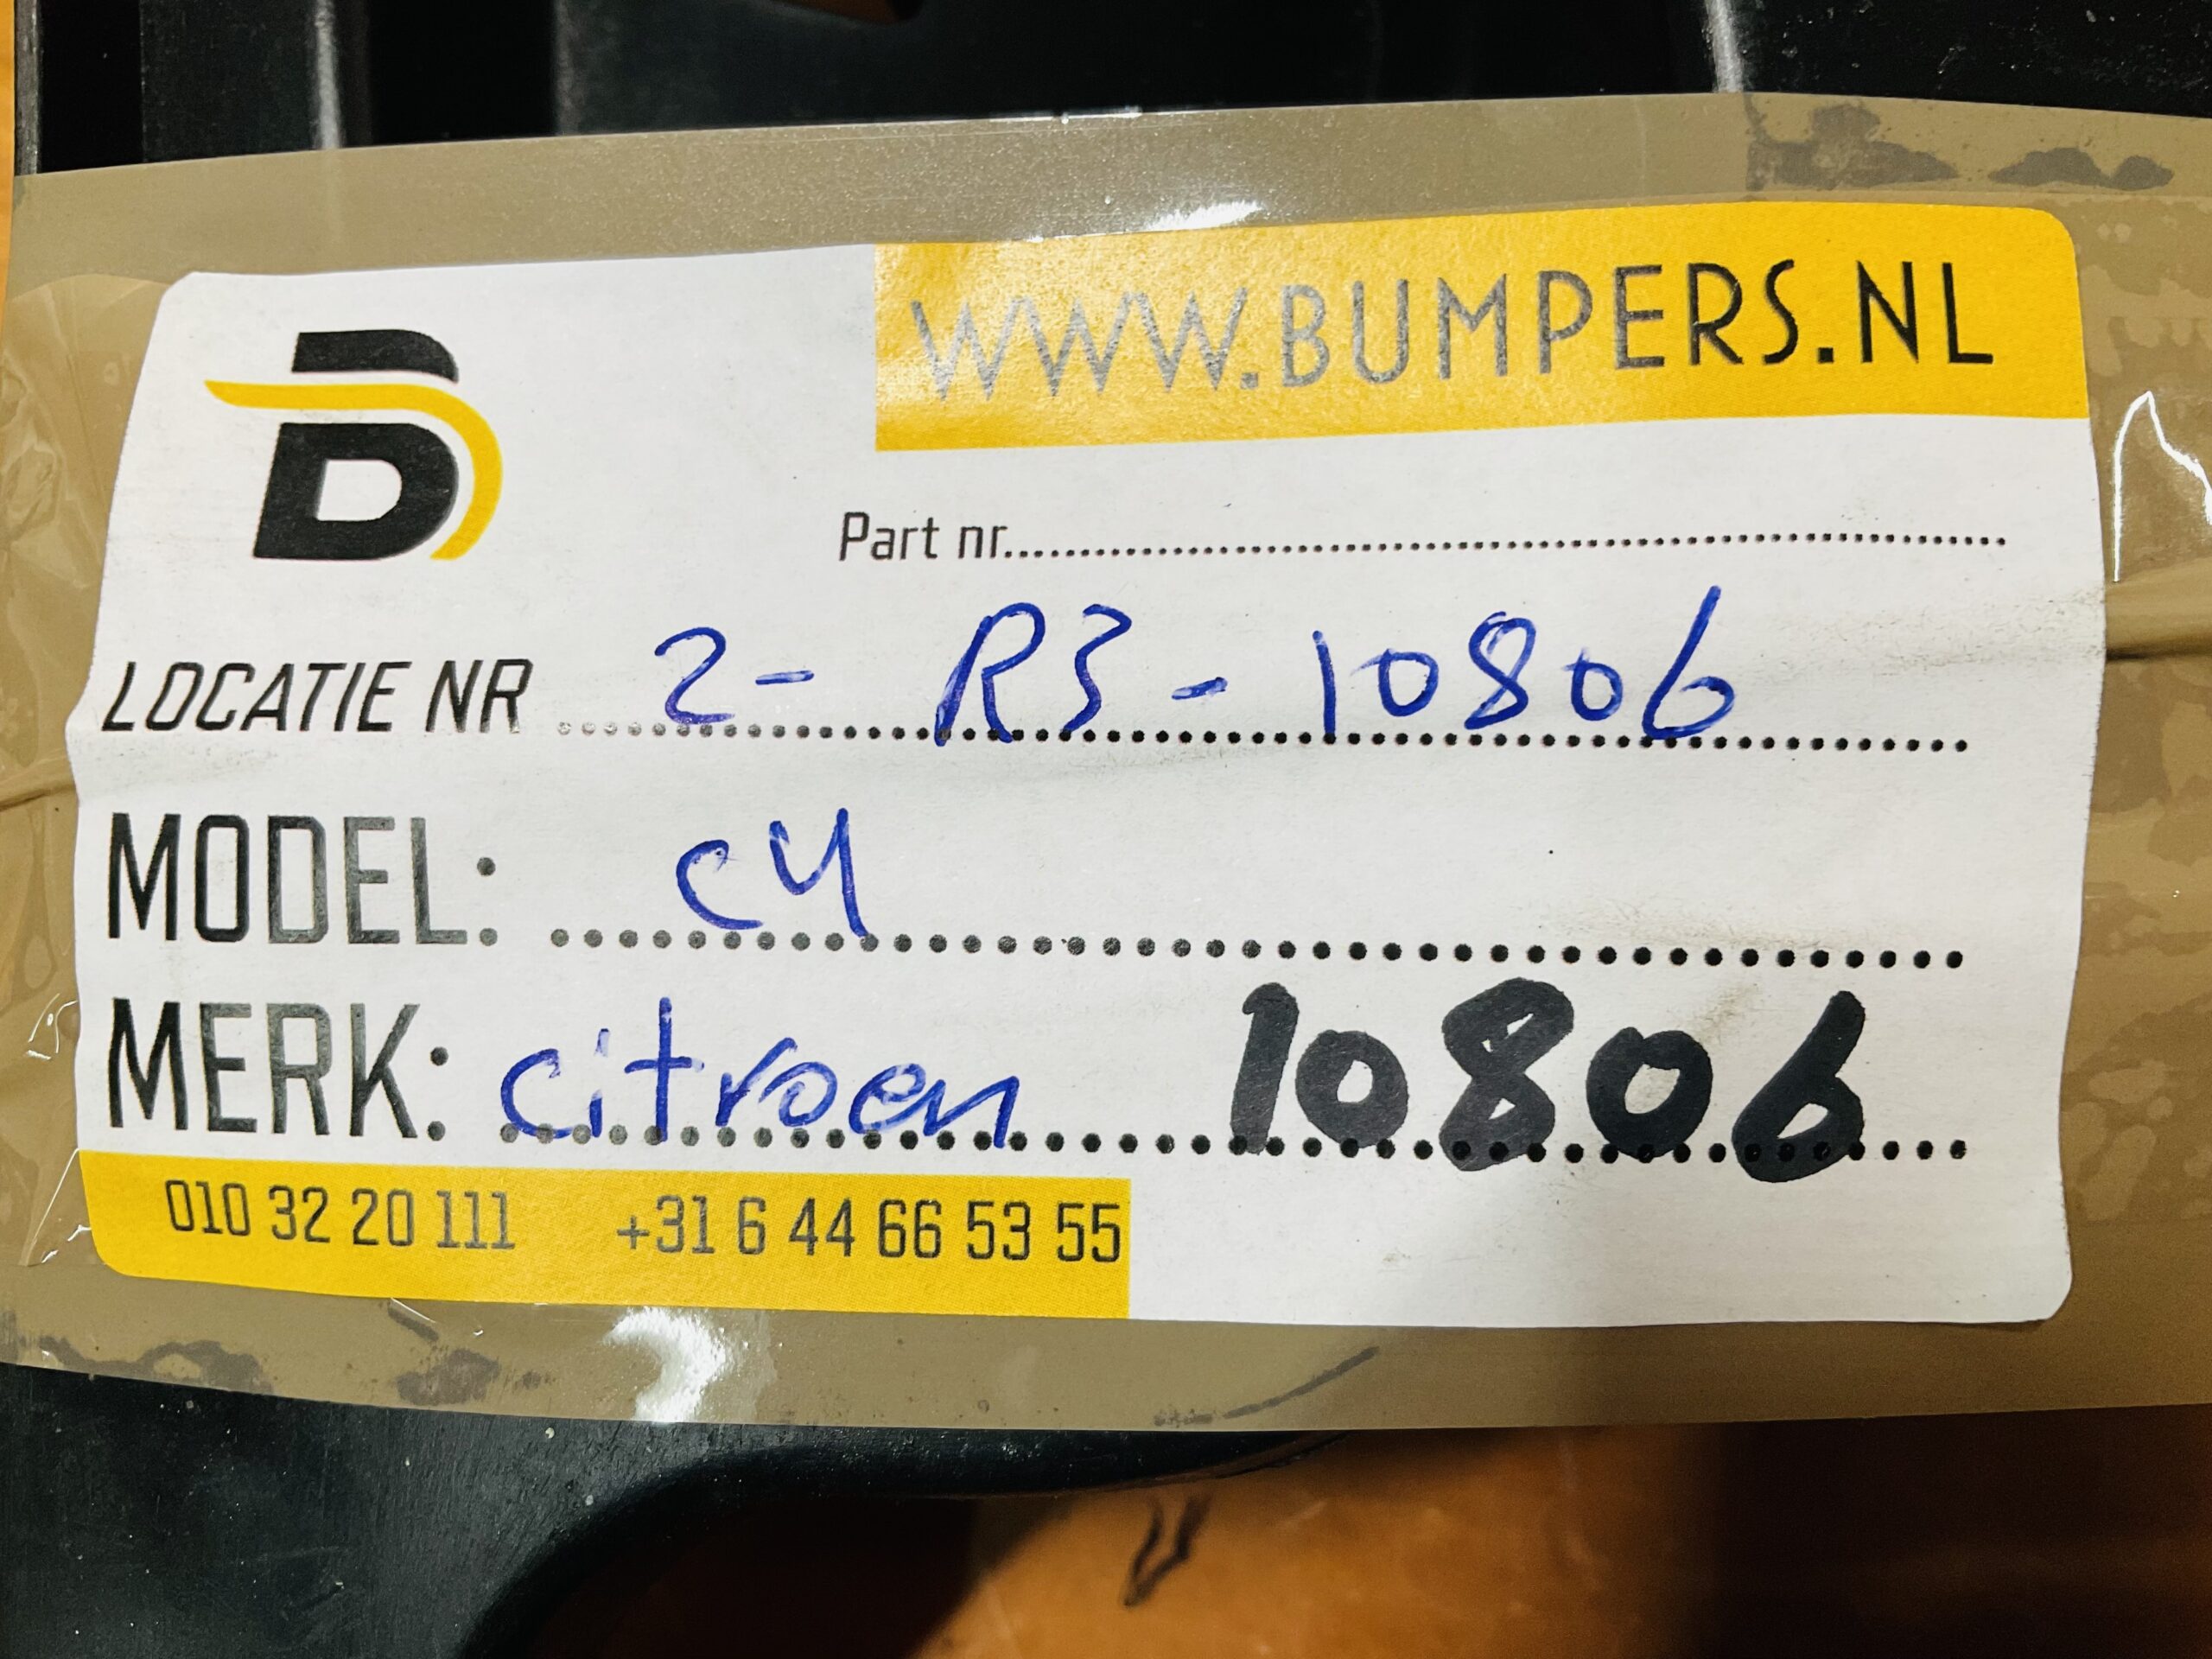 WWW.BUMPERS.NL
B
Part nr..........
LOCATIE NR 2- R3 - 10806
MODEL: C4
MERK: citroen 10806
010 32 20 111 +31 6 44 66 53 55